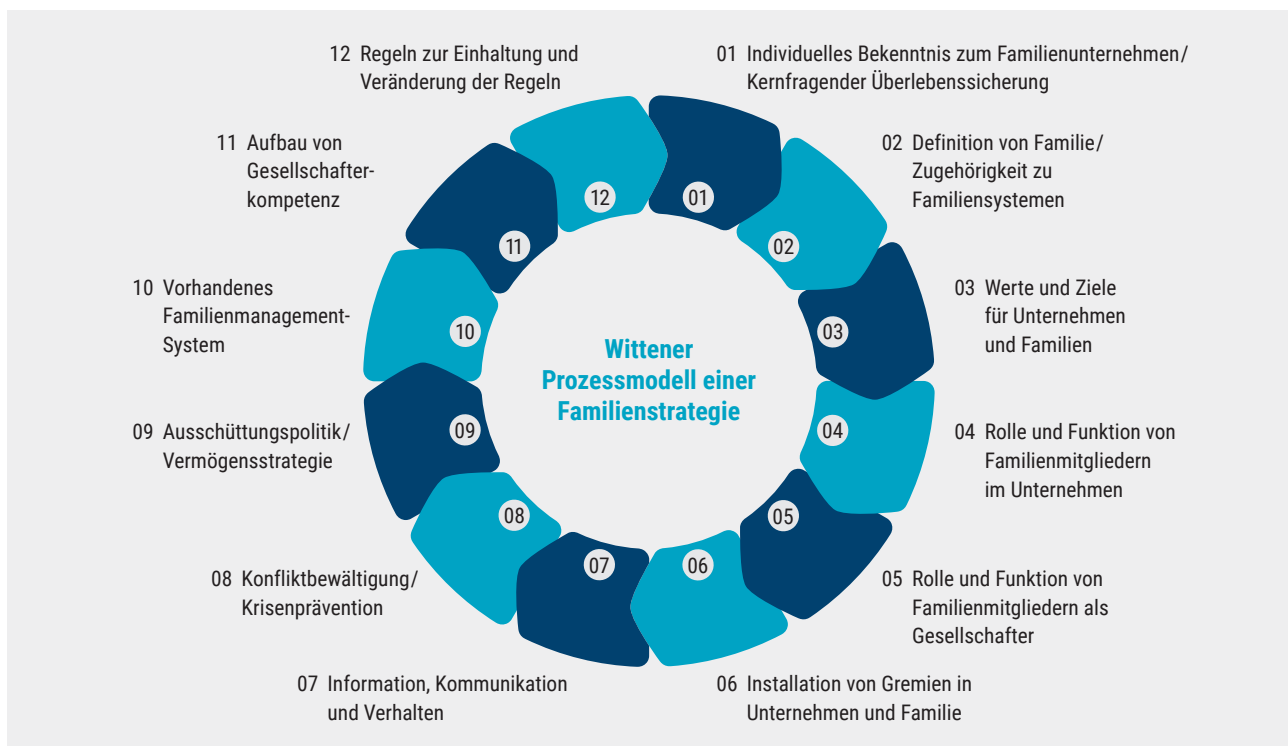 12 Regeln zur Einhaltung und
Veränderung der Regeln
01 Individuelles Bekenntnis zum Familienunternehmen/
Kernfragender Überlebenssicherung
11 Aufbau von
Gesellschafter-
kompetenz
02 Definition von Familie/
Zugehörigkeit zu
Familiensystemen
10 Vorhandenes
Familienmanagement-
System
03 Werte und Ziele
für Unternehmen
und Familien
09 Ausschüttungspolitik/
Vermögensstrategie
04 Rolle und Funktion von
Familienmitgliedern
im Unternehmen
08 Konfliktbewältigung/
Krisenprävention
05 Rolle und Funktion von
Familienmitgliedern als
Gesellschafter
07 Information, Kommunikation
und Verhalten
06 Installation von Gremien in
Unternehmen und Familie
Wittener
Prozessmodell einer
Familienstrategie
01
02
03
04
05
06
07
08
09
10
11
12